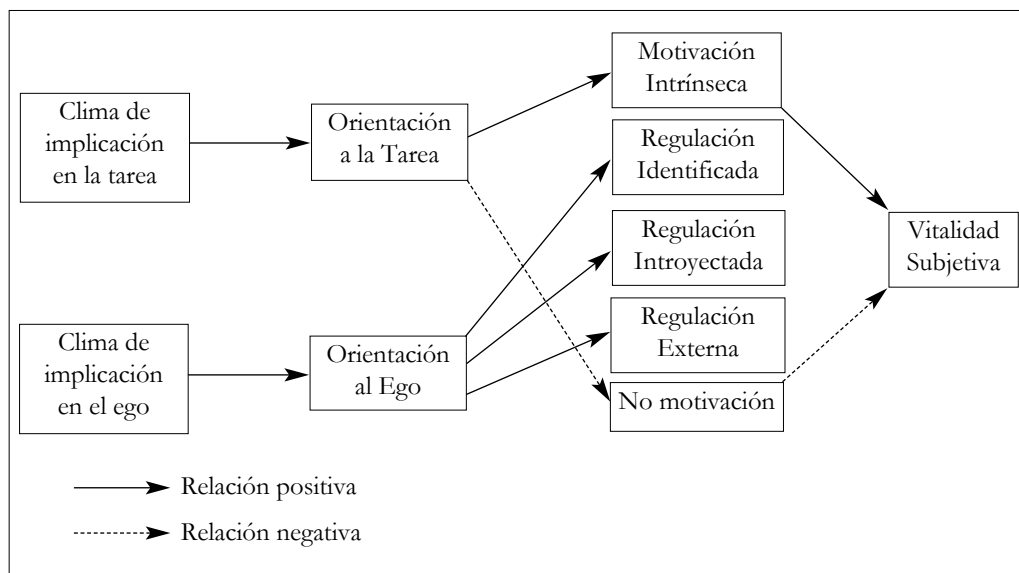 Clima de
implicación
en la tarea
Orientación
a la Tarea
Motivación
Intrínseca
Regulación
Identificada
Regulación
Introyectada
Vitalidad
Subjetiva
Clima de
implicación
en el ego
Orientación
al Ego
Regulación
Externa
No motivación
Relación positiva
Relación negativa